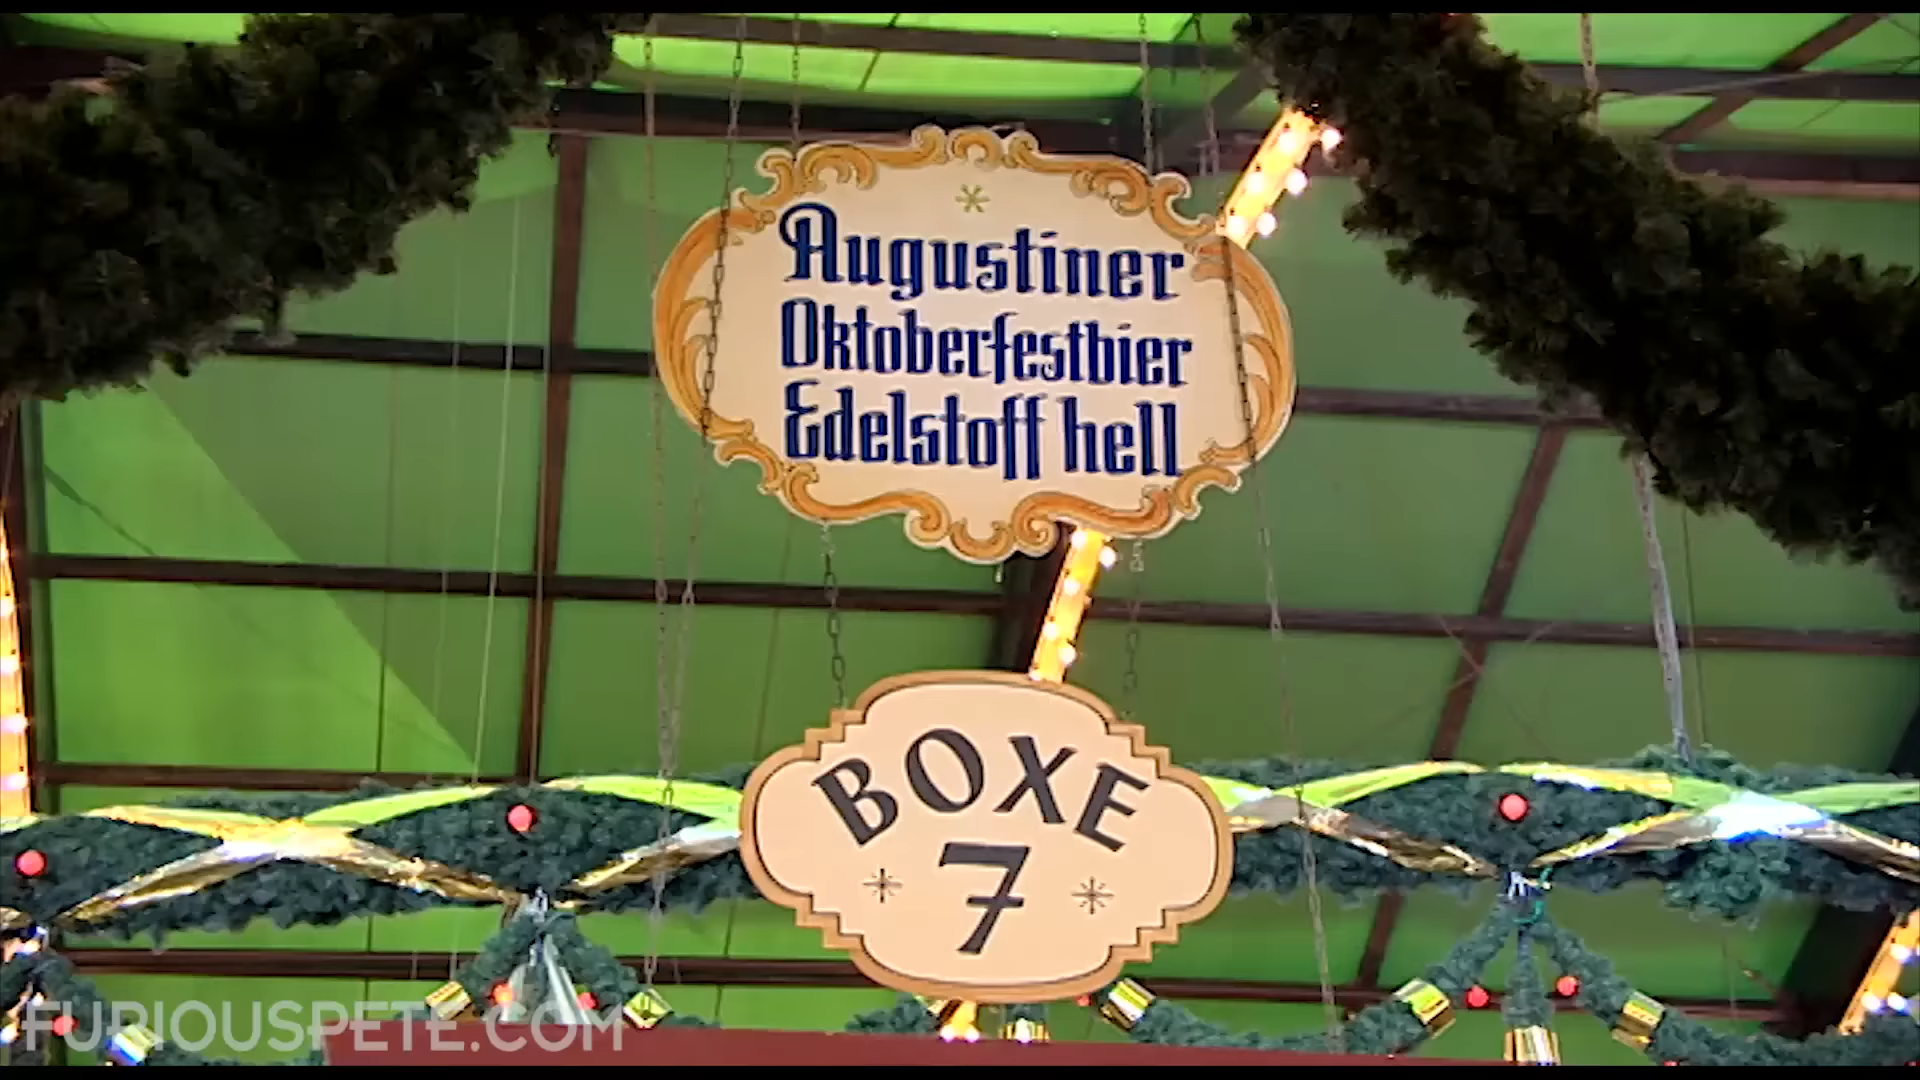 Augustiner
Oktoberfestbier
Edelstoff hell
BOXE
7
FURIOUSPETE.COM